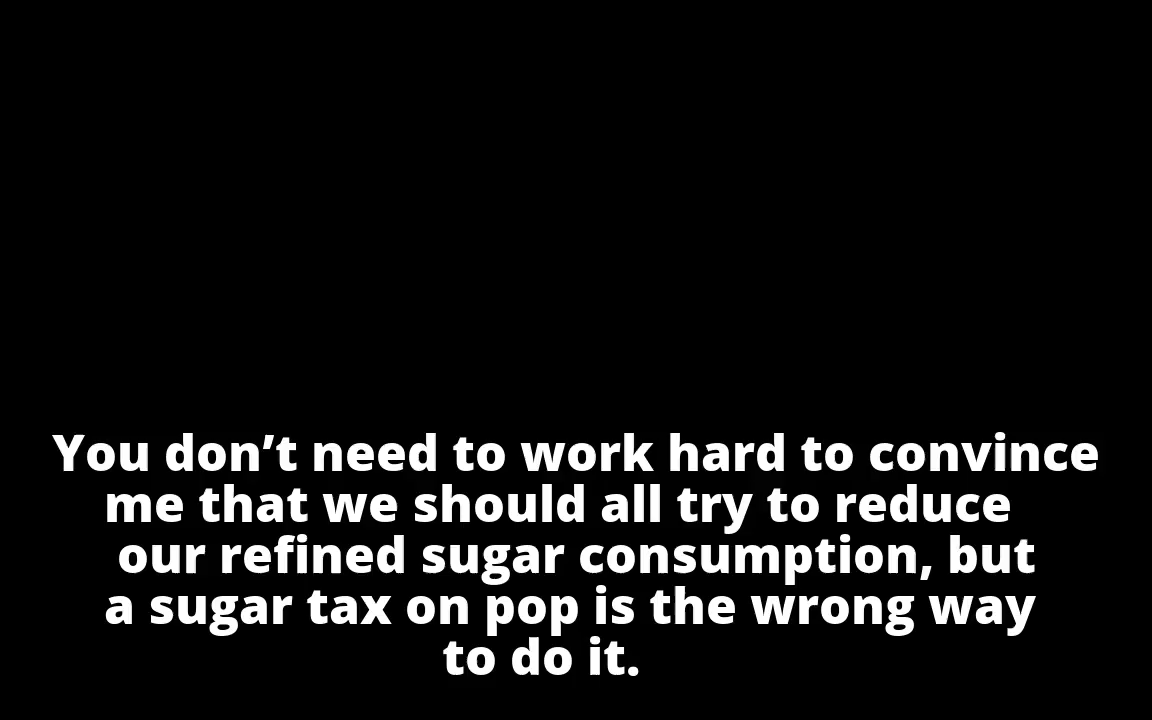 You don’t need to work hard to convince
me that we should all try to reduce
our refined sugar consumption, but
a sugar tax on pop is the wrong way
to do it.